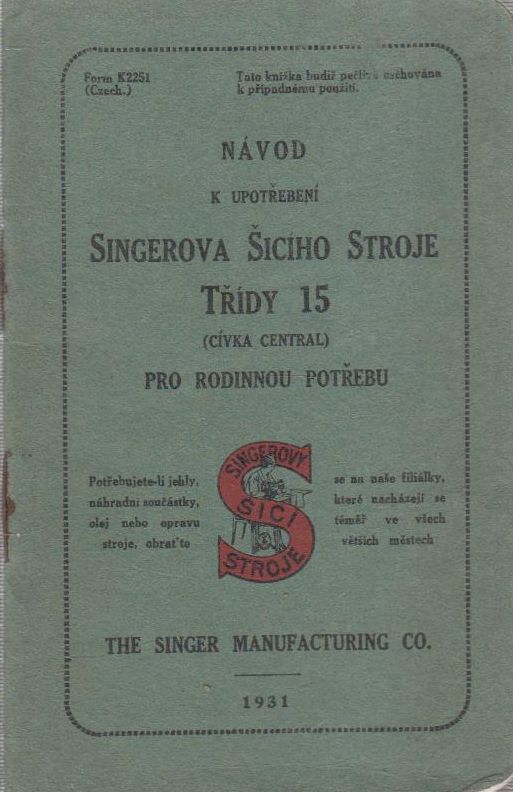 Form K2251
(Czech.)
Tato knížka budiž pečlivě uschována
k případnému použití.
NÁVOD
K UPOTŘEBENÍ
SINGEROVA ŠICÍHO STROJE
TŘÍDY 15
(CÍVKA CENTRAL)
PRO RODINNOU POTŘEBU
Potřebujete-li jehly,
náhradní součástky,
olej nebo opravu
stroje, obraťte
SINGEROVY
ŠICÍ
STROJE
se na naše filiálky,
které nacházejí se
téměř ve všech
větších městech
THE SINGER MANUFACTURING CO.
1931